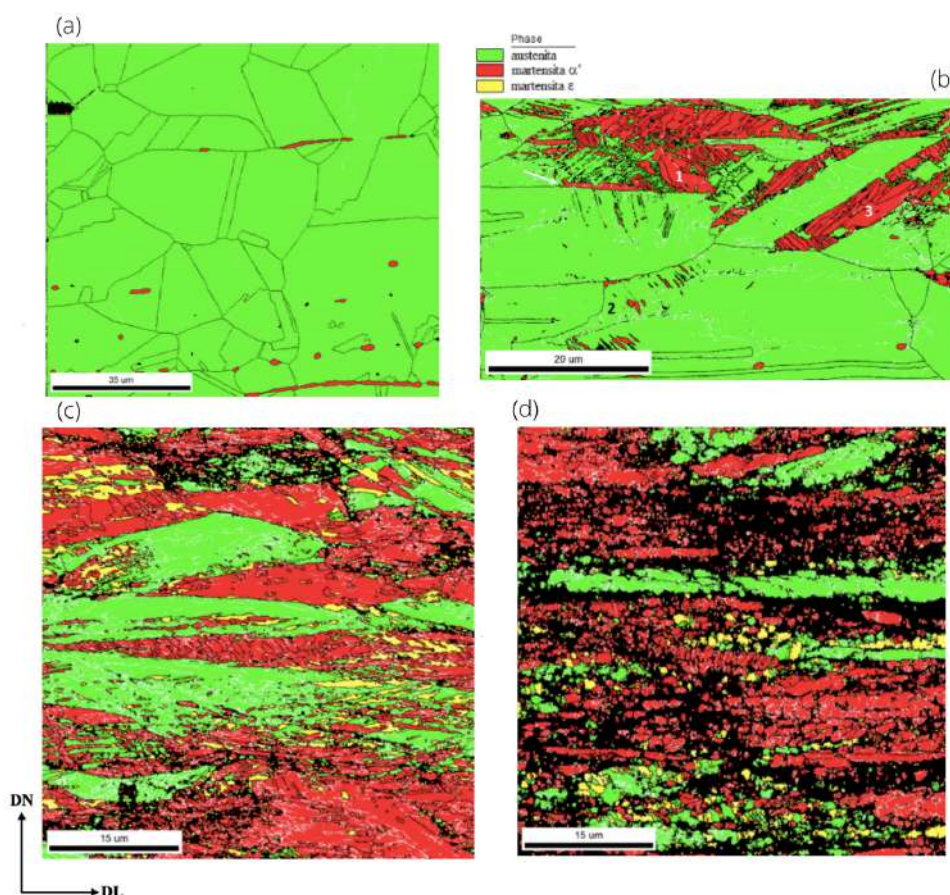 (a)
Phase
austenita
martensita α'
martensita ε
(b)
1
3
2
35 um
20 um
(c)
(d)
DN
15 um
15 um
DL